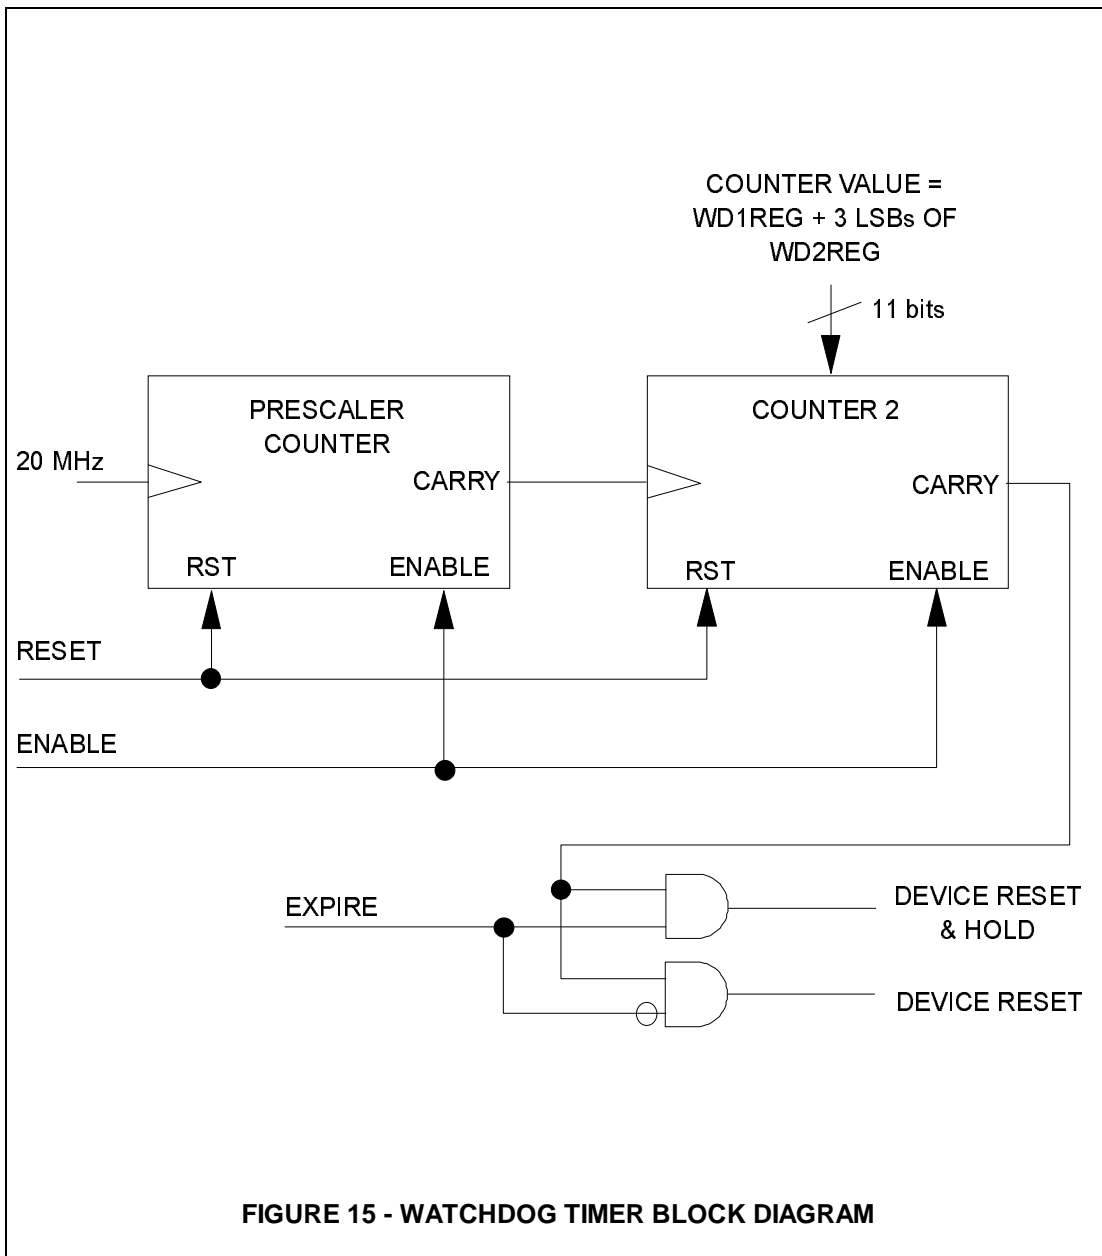 COUNTER VALUE =
WD1REG + 3 LSBs OF
WD2REG
11 bits
PRESCALER
COUNTER
COUNTER 2
20 MHz
CARRY
CARRY
RST
ENABLE
RST
ENABLE
RESET
ENABLE
EXPIRE
DEVICE RESET
& HOLD
DEVICE RESET
FIGURE 15 - WATCHDOG TIMER BLOCK DIAGRAM